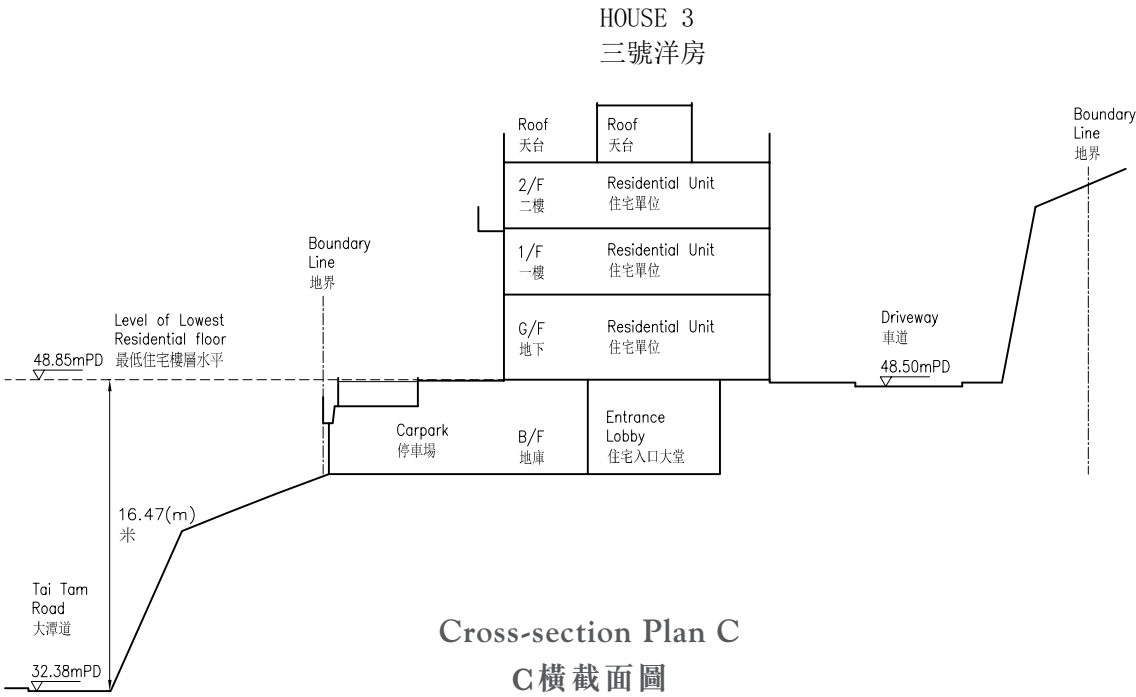 HOUSE 3
三號洋房
Roof
天台
Roof
天台
Boundary
Line
地界
2/F
二樓
Residential Unit
住宅單位
1/F
一樓
Residential Unit
住宅單位
Boundary
Line
地界
G/F
地下
Residential Unit
住宅單位
Level of Lowest
Residential floor
最低住宅樓層水平
48.85mPD
Driveway
車道
48.50mPD
Carpark
停車場
B/F
地庫
Entrance
Lobby
住宅入口大堂
16.47(m)
米
Tai Tam
Road
大潭道
32.38mPD
Cross-section Plan C
C橫截面圖